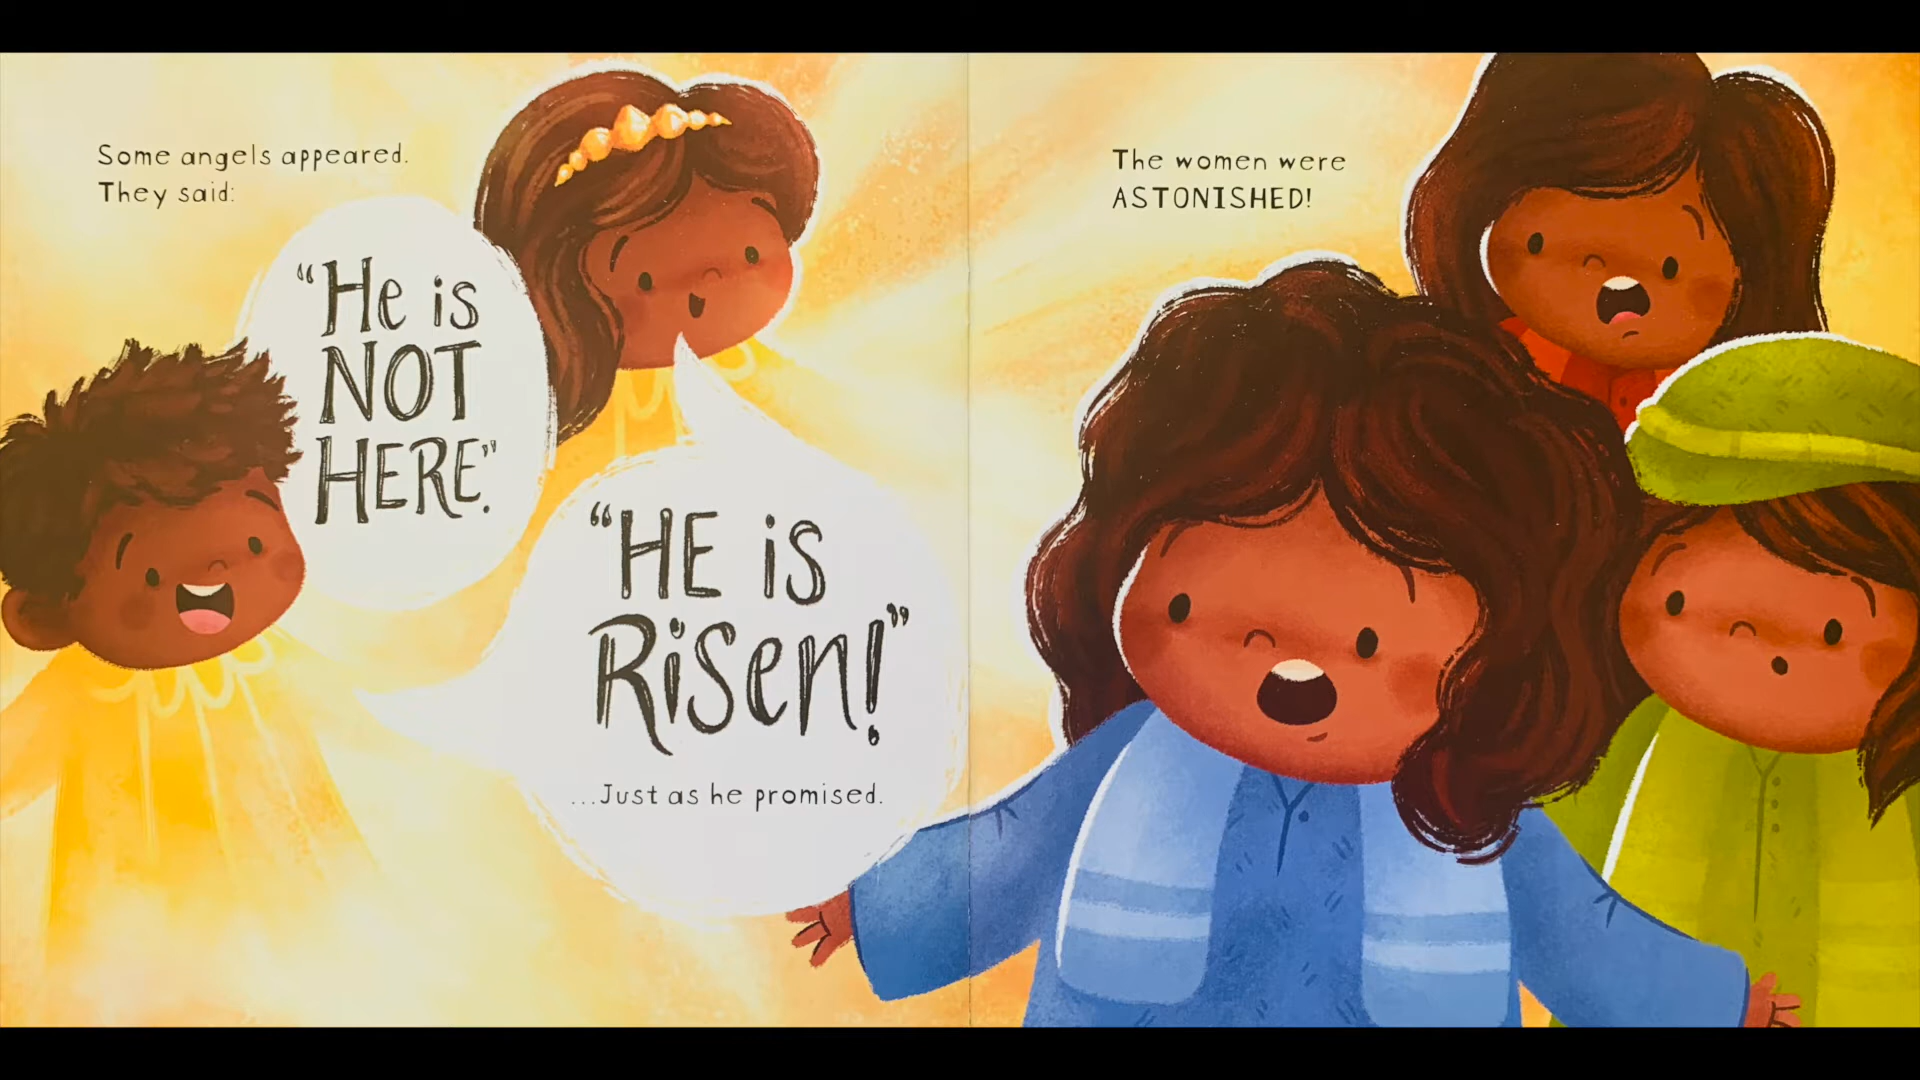 Some angels appeared.
They said:
“He is
NOT
HERE”.
“HE is
Risen!”
...Just as he promised.
The women were
ASTONISHED!